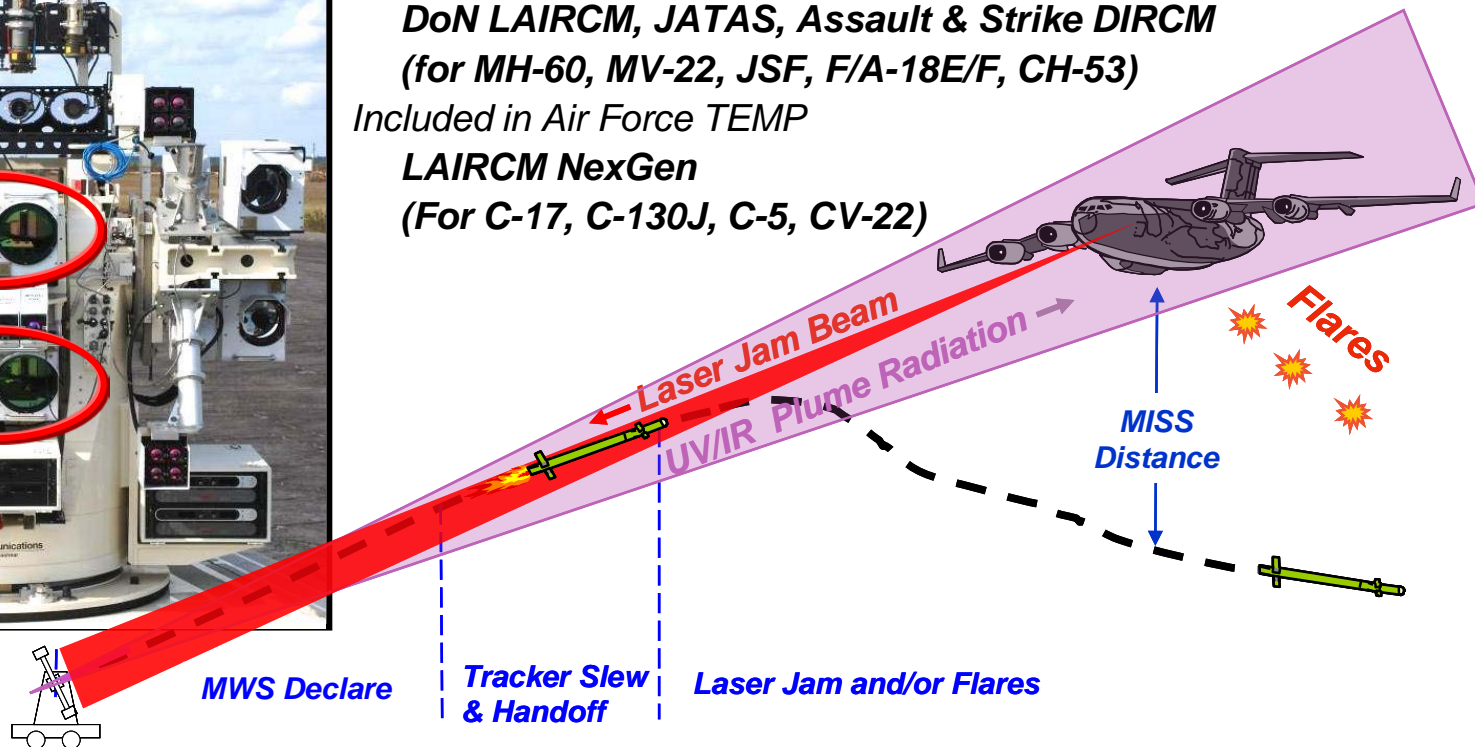 DoN LAIRCM, JATAS, Assault & Strike DIRCM
(for MH-60, MV-22, JSF, F/A-18E/F, CH-53)
Included in Air Force TEMP
LAIRCM NexGen
(For C-17, C-130J, C-5, CV-22)
Laser Jam Beam
UV/IR Plume Radiation
Flares
MISS
Distance
MWS Declare
Tracker Slew
& Handoff
Laser Jam and/or Flares